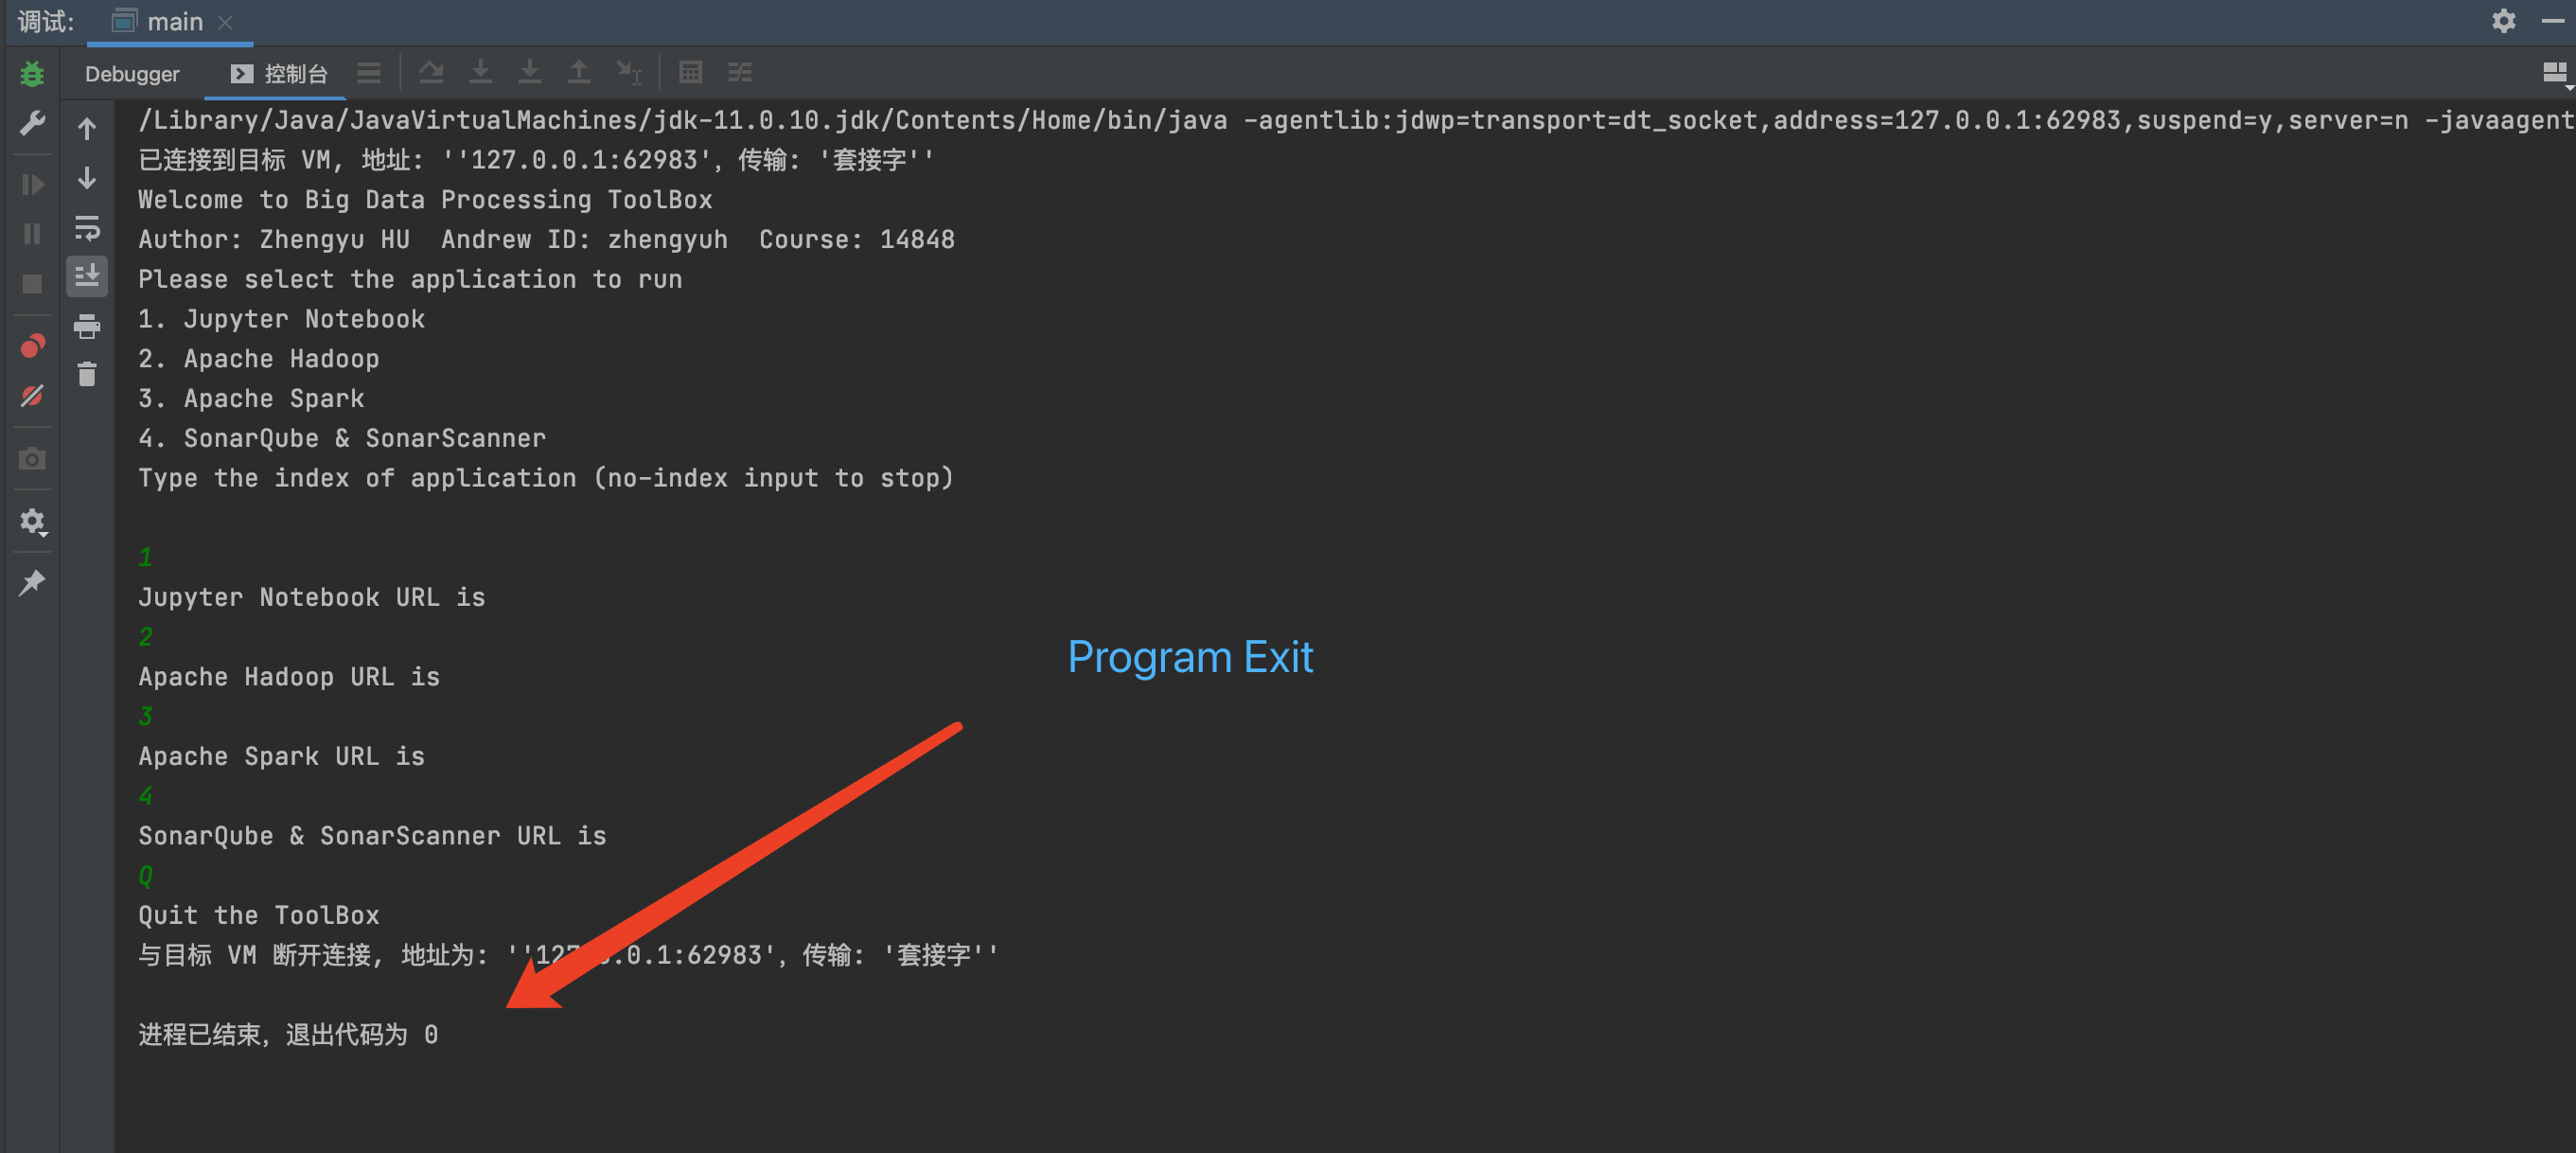 调试: main
Debugger 控制台
/Library/Java/JavaVirtualMachines/jdk-11.0.10.jdk/Contents/Home/bin/java -agentlib:jdwp=transport=dt_socket,address=127.0.0.1:62983,suspend=y,server=n -javaagent
已连接到目标 VM, 地址: ''127.0.0.1:62983', 传输: '套接字''
Welcome to Big Data Processing ToolBox
Author: Zhengyu HU  Andrew ID: zhengyuh  Course: 14848
Please select the application to run
1. Jupyter Notebook
2. Apache Hadoop
3. Apache Spark
4. SonarQube & SonarScanner
Type the index of application (no-index input to stop)
1
Jupyter Notebook URL is
2
Program Exit
Apache Hadoop URL is
3
Apache Spark URL is
4
SonarQube & SonarScanner URL is
Q
Quit the ToolBox
与目标 VM 断开连接, 地址为: ''127.0.0.1:62983', 传输: '套接字''
进程已结束, 退出代码为 0